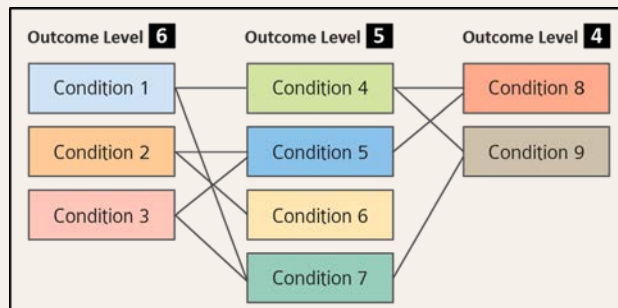 Outcome Level 6
Outcome Level 5
Outcome Level 4
Condition 1
Condition 4
Condition 8
Condition 2
Condition 5
Condition 9
Condition 3
Condition 6
Condition 7